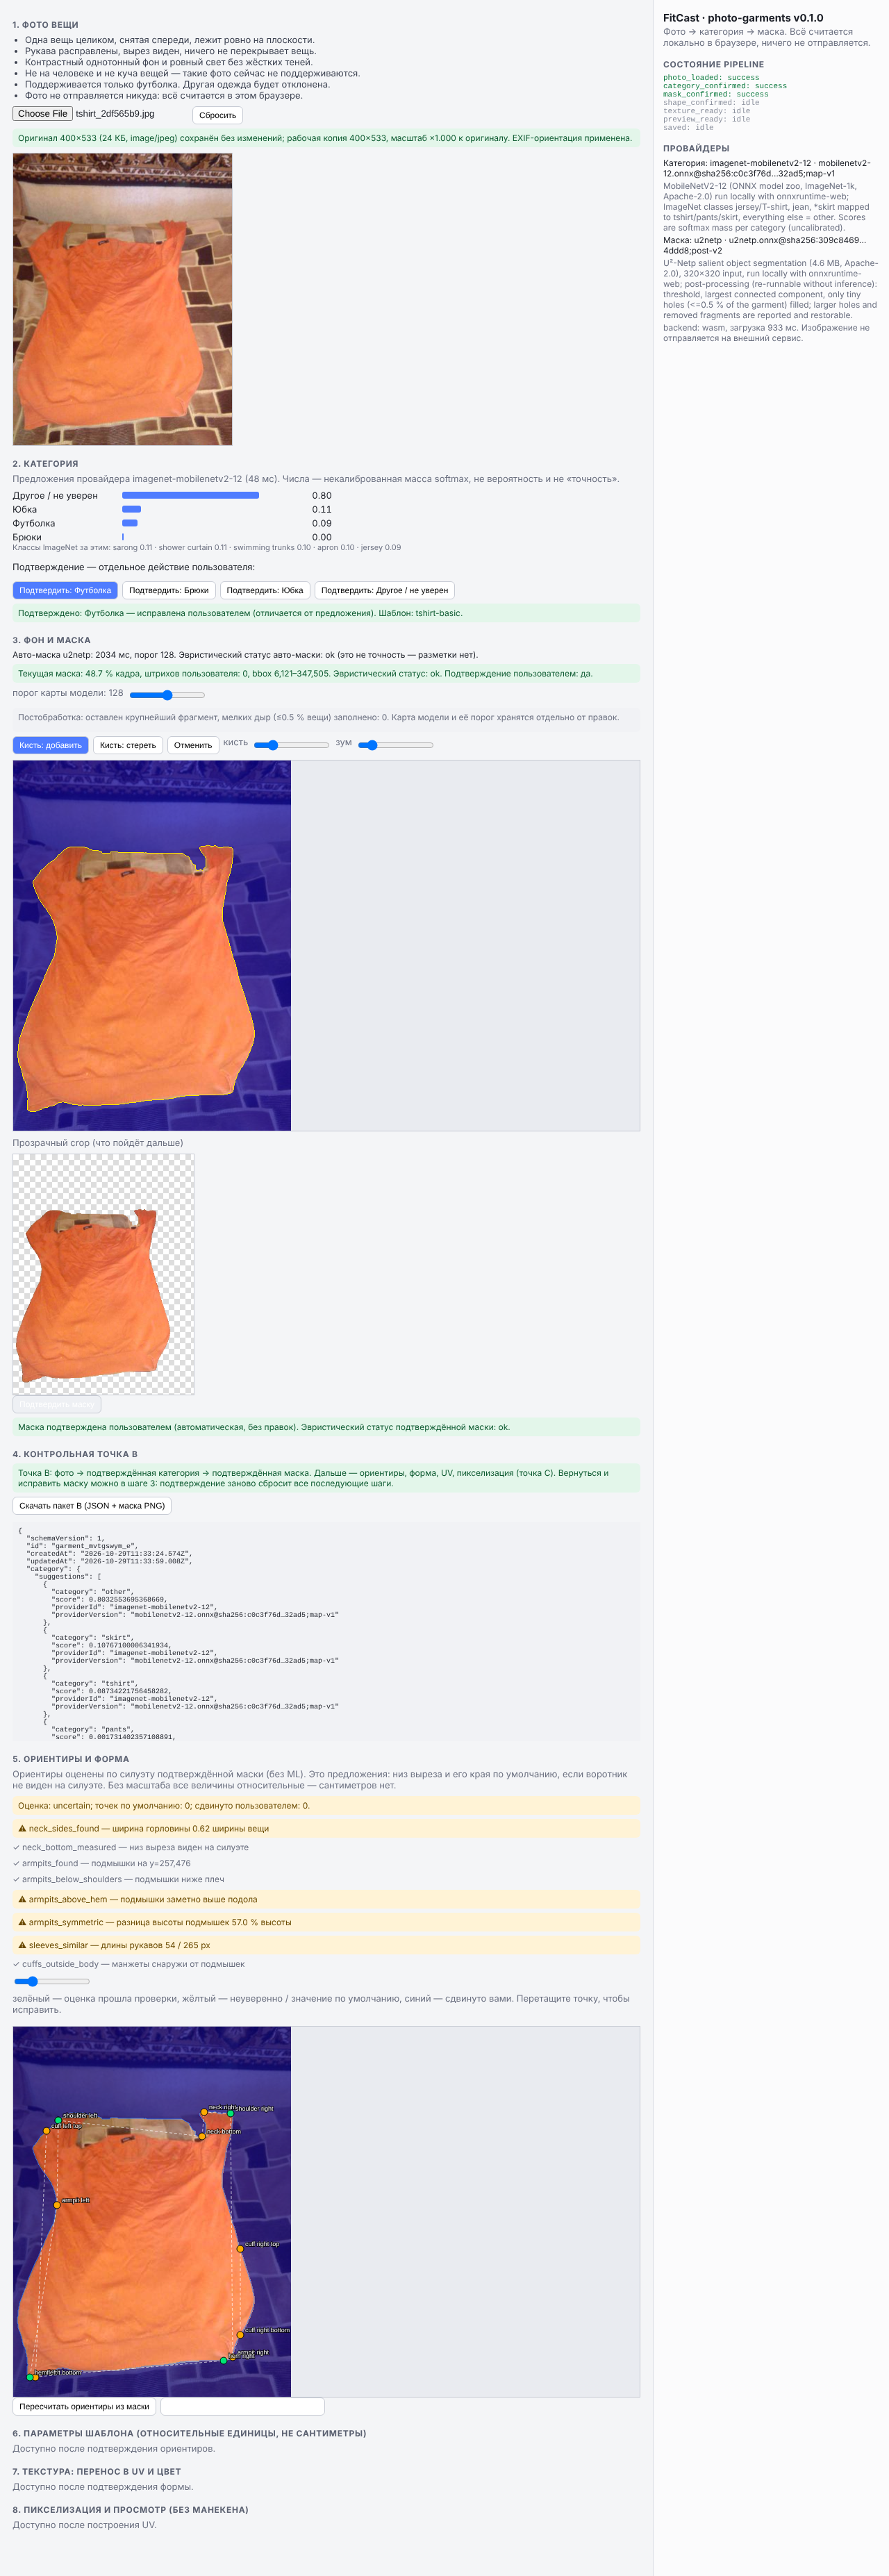 1. ФОТО ВЕЩИ
• Одна вещь целиком, снятая спереди, лежит ровно на плоскости.
• Рукава расправлены, вырез виден, ничего не перекрывает вещь.
• Контрастный однотонный фон и ровный свет без жёстких теней.
• Не на человеке и не куча вещей — такие фото сейчас не поддерживаются.
• Поддерживается только футболка. Другая одежда будет отклонена.
• Фото не отправляется никуда: всё считается в этом браузере.
Choose File tshirt_2df565b9.jpg Сбросить
Оригинал 400×533 (24 КБ, image/jpeg) сохранён без изменений; рабочая копия 400×533, масштаб ×1.000 к оригиналу. EXIF-ориентация применена.
2. КАТЕГОРИЯ
Предложения провайдера imagenet-mobilenetv2-12 (48 мс). Числа — некалиброванная масса softmax, не вероятность и не «точность».
Другое / не уверен 0.80
Юбка 0.11
Футболка 0.09
Брюки 0.00
Классы ImageNet за этим: sarong 0.11 · shower curtain 0.11 · swimming trunks 0.10 · apron 0.10 · jersey 0.09
Подтверждение — отдельное действие пользователя:
Подтвердить: Футболка Подтвердить: Брюки Подтвердить: Юбка Подтвердить: Другое / не уверен
Подтверждено: Футболка — исправлена пользователем (отличается от предложения). Шаблон: tshirt-basic.
3. ФОН И МАСКА
Авто-маска u2netp: 2034 мс, порог 128. Эвристический статус авто-маски: ok (это не точность — разметки нет).
Текущая маска: 48.7 % кадра, штрихов пользователя: 0, bbox 6,121–347,505. Эвристический статус: ok. Подтверждение пользователем: да.
порог карты модели: 128
Постобработка: оставлен крупнейший фрагмент, мелких дыр (≤0.5 % вещи) заполнено: 0. Карта модели и её порог хранятся отдельно от правок.
Кисть: добавить Кисть: стереть Отменить кисть зум
Прозрачный crop (что пойдёт дальше)
Подтвердить маску
Маска подтверждена пользователем (автоматическая, без правок). Эвристический статус подтверждённой маски: ok.
4. КОНТРОЛЬНАЯ ТОЧКА B
Точка B: фото → подтверждённая категория → подтверждённая маска. Дальше — ориентиры, форма, UV, пикселизация (точка C). Вернуться и
исправить маску можно в шаге 3: подтверждение заново сбросит все последующие шаги.
Скачать пакет B (JSON + маска PNG)
{
"schemaVersion": 1,
"id": "garment_mvtgswym_e",
"createdAt": "2026-10-29T11:33:24.574Z",
"updatedAt": "2026-10-29T11:33:59.008Z",
"category": {
"suggestions": [
{
"category": "other",
"score": 0.8032553695368669,
"providerId": "imagenet-mobilenetv2-12",
"providerVersion": "mobilenetv2-12.onnx@sha256:c0c3f76d…32ad5;map-v1"
},
{
"category": "skirt",
"score": 0.10767100006341934,
"providerId": "imagenet-mobilenetv2-12",
"providerVersion": "mobilenetv2-12.onnx@sha256:c0c3f76d…32ad5;map-v1"
},
{
"category": "tshirt",
"score": 0.08734221756458282,
"providerId": "imagenet-mobilenetv2-12",
"providerVersion": "mobilenetv2-12.onnx@sha256:c0c3f76d…32ad5;map-v1"
},
{
"category": "pants",
"score": 0.001731402357108891,
5. ОРИЕНТИРЫ И ФОРМА
Ориентиры оценены по силуэту подтверждённой маски (без ML). Это предложения: низ выреза и его края по умолчанию, если воротник
не виден на силуэте. Без масштаба все величины относительные — сантиметров нет.
Оценка: uncertain; точек по умолчанию: 0; сдвинуто пользователем: 0.
⚠ neck_sides_found — ширина горловины 0.62 ширины вещи
✓ neck_bottom_measured — низ выреза виден на силуэте
✓ armpits_found — подмышки на y=257,476
✓ armpits_below_shoulders — подмышки ниже плеч
⚠ armpits_above_hem — подмышки заметно выше подола
⚠ armpits_symmetric — разница высоты подмышек 57.0 % высоты
⚠ sleeves_similar — длины рукавов 54 / 265 px
✓ cuffs_outside_body — манжеты снаружи от подмышек
зелёный — оценка прошла проверки, жёлтый — неуверенно / значение по умолчанию, синий — сдвинуто вами. Перетащите точку, чтобы
исправить.
neck right shoulder right
shoulder left
cuff left top
neck bottom
armpit left
cuff right top
cuff right bottom
armpit right
Пересчитать ориентиры из маски
6. ПАРАМЕТРЫ ШАБЛОНА (ОТНОСИТЕЛЬНЫЕ ЕДИНИЦЫ, НЕ САНТИМЕТРЫ)
Доступно после подтверждения ориентиров.
7. ТЕКСТУРА: ПЕРЕНОС В UV И ЦВЕТ
Доступно после подтверждения формы.
8. ПИКСЕЛИЗАЦИЯ И ПРОСМОТР (БЕЗ МАНЕКЕНА)
Доступно после построения UV.
FitCast · photo-garments v0.1.0
Фото → категория → маска. Всё считается
локально в браузере, ничего не отправляется.
СОСТОЯНИЕ PIPELINE
photo_loaded: success
category_confirmed: success
mask_confirmed: success
shape_confirmed: idle
texture_ready: idle
preview_ready: idle
saved: idle
ПРОВАЙДЕРЫ
Категория: imagenet-mobilenetv2-12 · mobilenetv2-
12.onnx@sha256:c0c3f76d…32ad5;map-v1
MobileNetV2-12 (ONNX model zoo, ImageNet-1k,
Apache-2.0) run locally with onnxruntime-web;
ImageNet classes jersey/T-shirt, jean, *skirt mapped
to tshirt/pants/skirt, everything else = other. Scores
are softmax mass per category (uncalibrated).
Маска: u2netp · u2netp.onnx@sha256:309c8469…
4ddd8;post-v2
U²-Netp salient object segmentation (4.6 MB, Apache-
2.0), 320×320 input, run locally with onnxruntime-
web; post-processing (re-runnable without inference):
threshold, largest connected component, only tiny
holes (<=0.5 % of the garment) filled; larger holes and
removed fragments are reported and restorable.
backend: wasm, загрузка 933 мс. Изображение не
отправляется на внешний сервис.